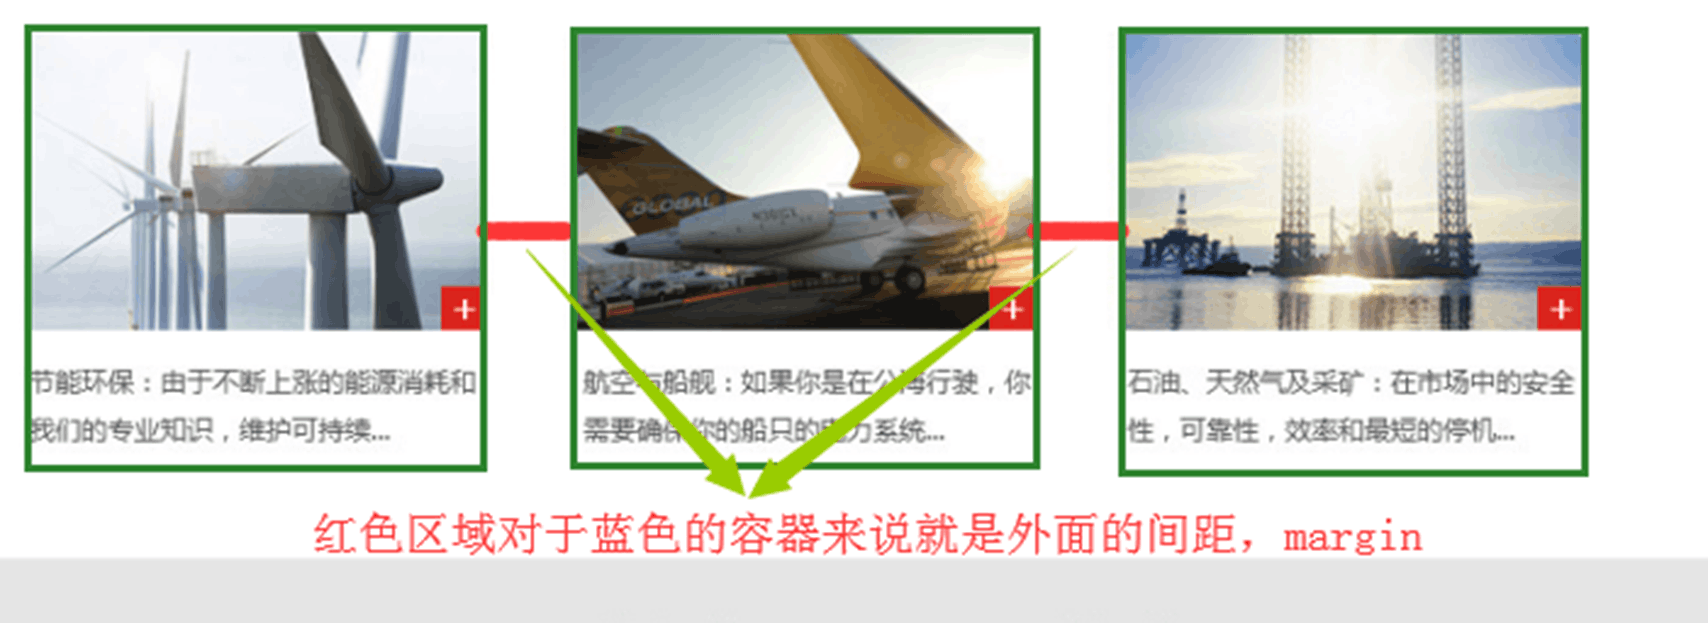 GLOBAL
节能环保：由于不断上涨的能源消耗和
我们的专业知识，维护可持续...
航空与船舰：如果你是在公海行驶，你
需要确保你的船只的电力系统...
石油、天然气及采矿：在市场中的安全
性，可靠性，效率和最短的停机...
红色区域对于蓝色的容器来说就是外面的间距，margin